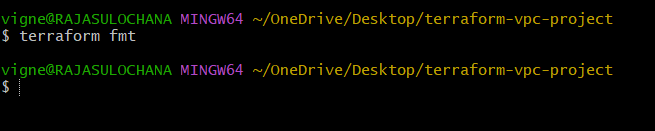 vigne@RAJASULOCHANA MINGW64 ~/OneDrive/Desktop/terraform-vpc-project
$ terraform fmt
vigne@RAJASULOCHANA MINGW64 ~/OneDrive/Desktop/terraform-vpc-project
$